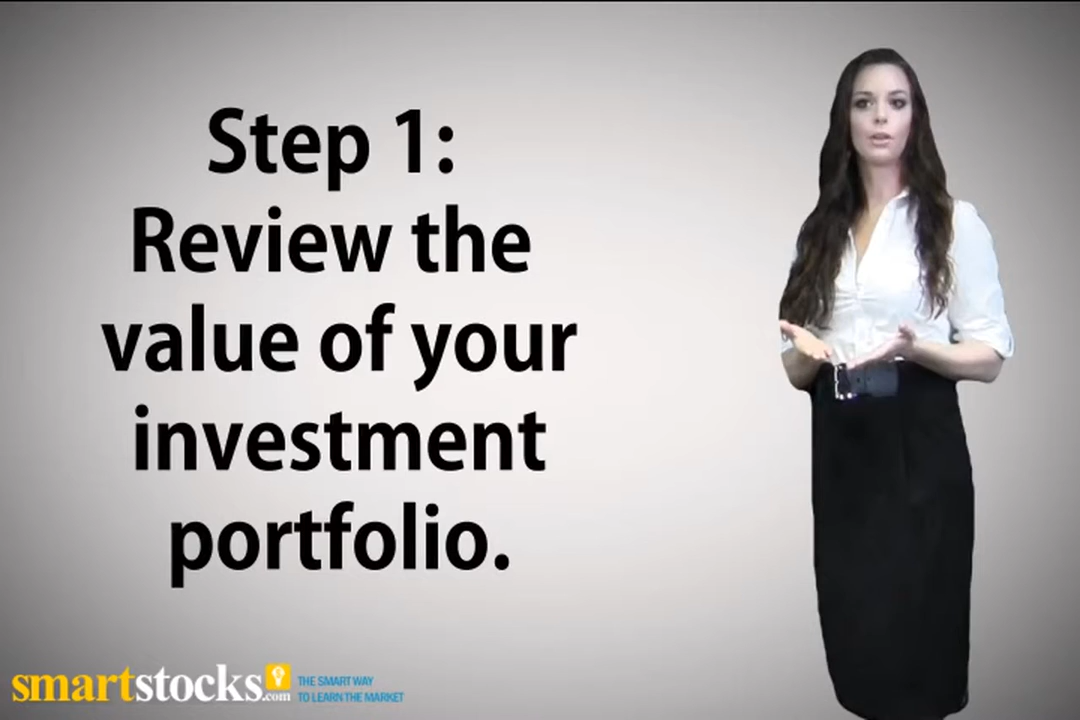 Step 1:
Review the
value of your
investment
portfolio.
smartstocks.com
THE SMART WAY
TO LEARN THE MARKET